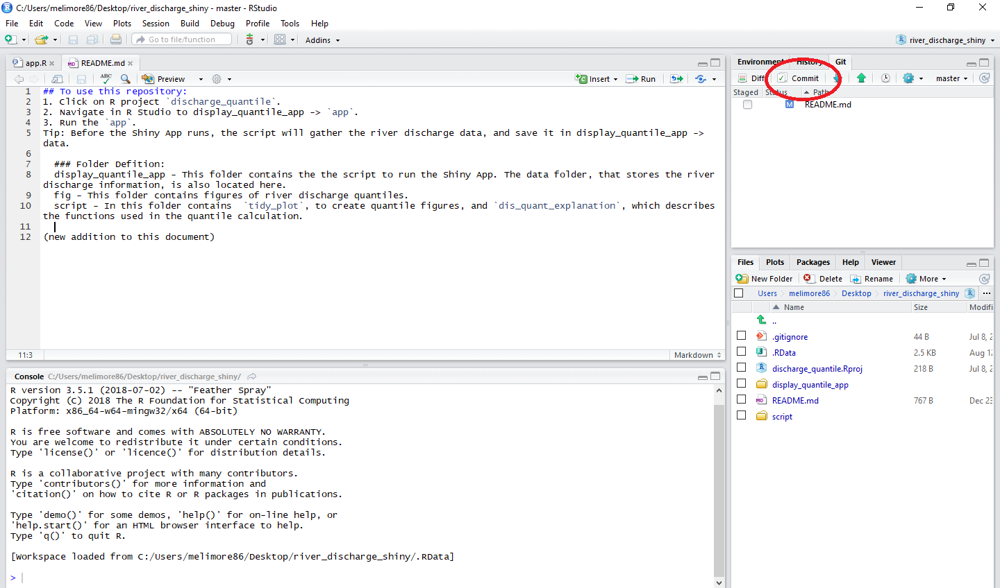 C:/Users/melimore86/Desktop/river_discharge_shiny - master - RStudio
File Edit Code View Plots Session Build Debug Profile Tools Help
Go to file/function Addins river_discharge_shiny
app.R README.md
ABC Preview Insert Run
1 ## To use this repository:
2 1. Click on R project `discharge_quantile`.
3 2. Navigate in R Studio to display_quantile_app -> `app`.
4 3. Run the `app`.
5 Tip: Before the Shiny App runs, the script will gather the river discharge data, and save it in display_quantile_app ->
data.
6
7 ### Folder Defition:
8 display_quantile_app - This folder contains the the script to run the Shiny App. The data folder, that stores the river
discharge information, is also located here.
9 fig - This folder contains figures of river discharge quantiles.
10 script - In this folder contains `tidy_plot`, to create quantile figures, and `dis_quant_explanation`, which describes
the functions used in the quantile calculation.
11
12 (new addition to this document)
11:3 Markdown
Console C:/Users/melimore86/Desktop/river_discharge_shiny/
R version 3.5.1 (2018-07-02) -- "Feather Spray"
Copyright (C) 2018 The R Foundation for Statistical Computing
Platform: x86_64-w64-mingw32/x64 (64-bit)
R is free software and comes with ABSOLUTELY NO WARRANTY.
You are welcome to redistribute it under certain conditions.
Type 'license()' or 'licence()' for distribution details.
R is a collaborative project with many contributors.
Type 'contributors()' for more information and
'citation()' on how to cite R or R packages in publications.
Type 'demo()' for some demos, 'help()' for on-line help, or
'help.start()' for an HTML browser interface to help.
Type 'q()' to quit R.
[Workspace loaded from C:/Users/melimore86/Desktop/river_discharge_shiny/.RData]
>
Environment History Git
Diff Commit master
Staged Status Path
M README.md
Files Plots Packages Help Viewer
New Folder Delete Rename More
Users melimore86 Desktop river_discharge_shiny ...
Name Size Modifi
..
.gitignore 44 B Jul 8, 2
.RData 2.5 KB Aug 12
discharge_quantile.Rproj 218 B Jul 8, 2
display_quantile_app
README.md 767 B Dec 23
script